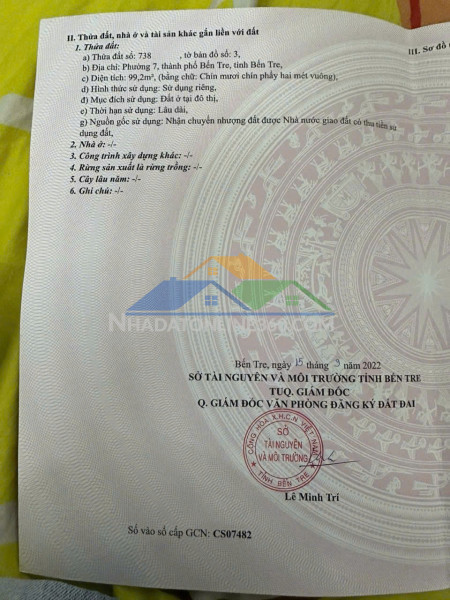 II. Thửa đất, nhà ở và tài sản khác gắn liền với đất
1. Thửa đất:
a) Thửa đất số: 738 , tờ bản đồ số: 3,
b) Địa chỉ: Phường 7, thành phố Bến Tre, tỉnh Bến Tre,
c) Diện tích: 99,2m², (bằng chữ: Chín mươi chín phẩy hai mét vuông),
d) Hình thức sử dụng: Sử dụng riêng,
đ) Mục đích sử dụng: Đất ở tại đô thị,
e) Thời hạn sử dụng: Lâu dài,
g) Nguồn gốc sử dụng: Nhận chuyển nhượng đất được Nhà nước giao đất có thu tiền sử
dụng đất,
2. Nhà ở: -/-
3. Công trình xây dựng khác: -/-
4. Rừng sản xuất là rừng trồng: -/-
5. Cây lâu năm: -/-
6. Ghi chú: -/-
III. Sơ đồ
NHADATONLINE360.COM
Bến Tre, ngày 15 tháng 9 năm 2022
SỞ TÀI NGUYÊN VÀ MÔI TRƯỜNG TỈNH BẾN TRE
TUQ. GIÁM ĐỐC
Q. GIÁM ĐỐC VĂN PHÒNG ĐĂNG KÝ ĐẤT ĐAI
CỘNG HÒA X.H.C.N VIỆT NAM
SỞ
TÀI NGUYÊN
VÀ MÔI TRƯỜNG
TỈNH BẾN TRE
Lê Minh Trí
Số vào sổ cấp GCN: CS07482